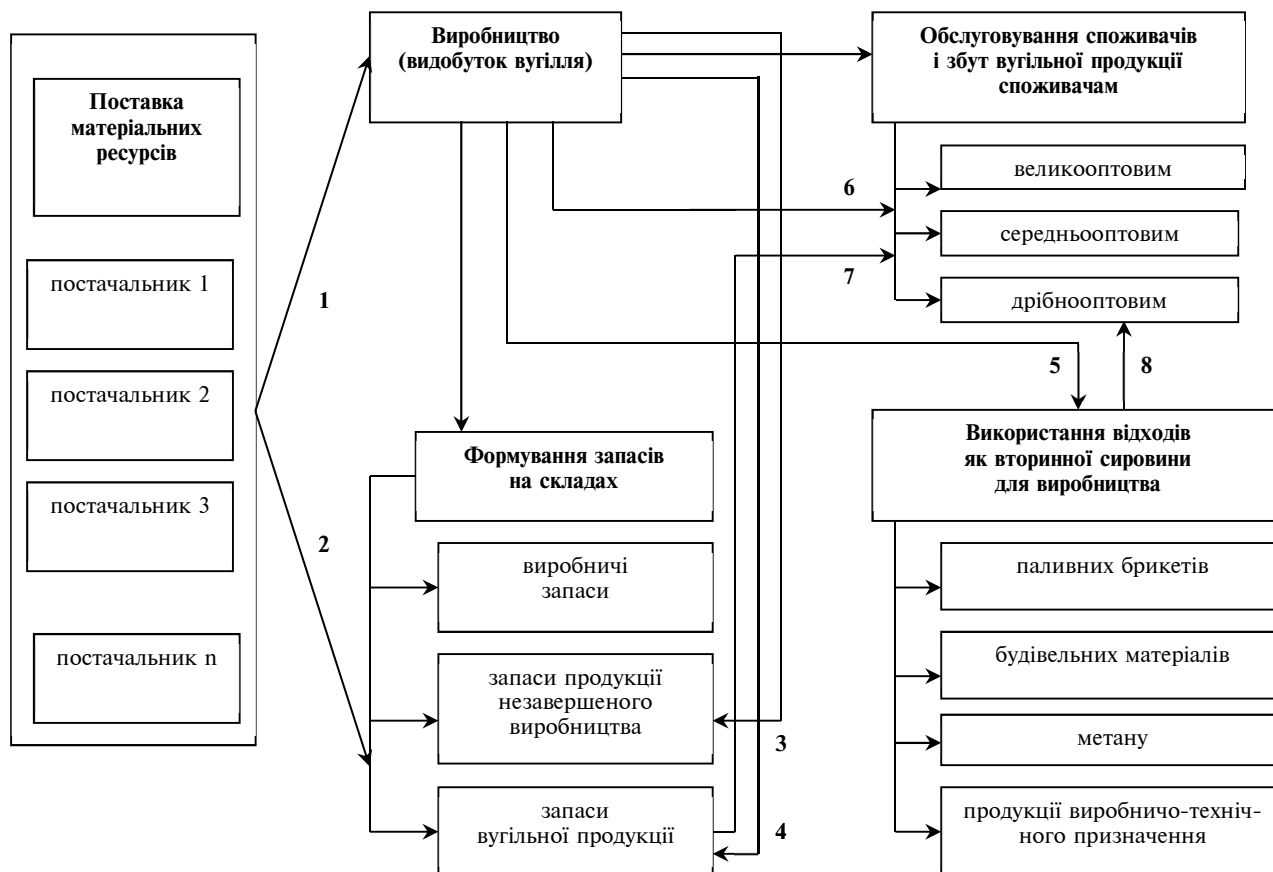 Поставка
матеріальних
ресурсів
постачальник 1
постачальник 2
постачальник 3
постачальник n
1
2
Виробництво
(видобуток вугілля)
Формування запасів
на складах
виробничі
запаси
запаси продукції
незавершеного
виробництва
запаси
вугільної продукції
3
4
Обслуговування споживачів
і збут вугільної продукції
споживачам
великооптовим
середньооптовим
дрібнооптовим
6
7
5
8
Використання відходів
як вторинної сировини
для виробництва
паливних брикетів
будівельних матеріалів
метану
продукції виробничо-техніч-
ного призначення